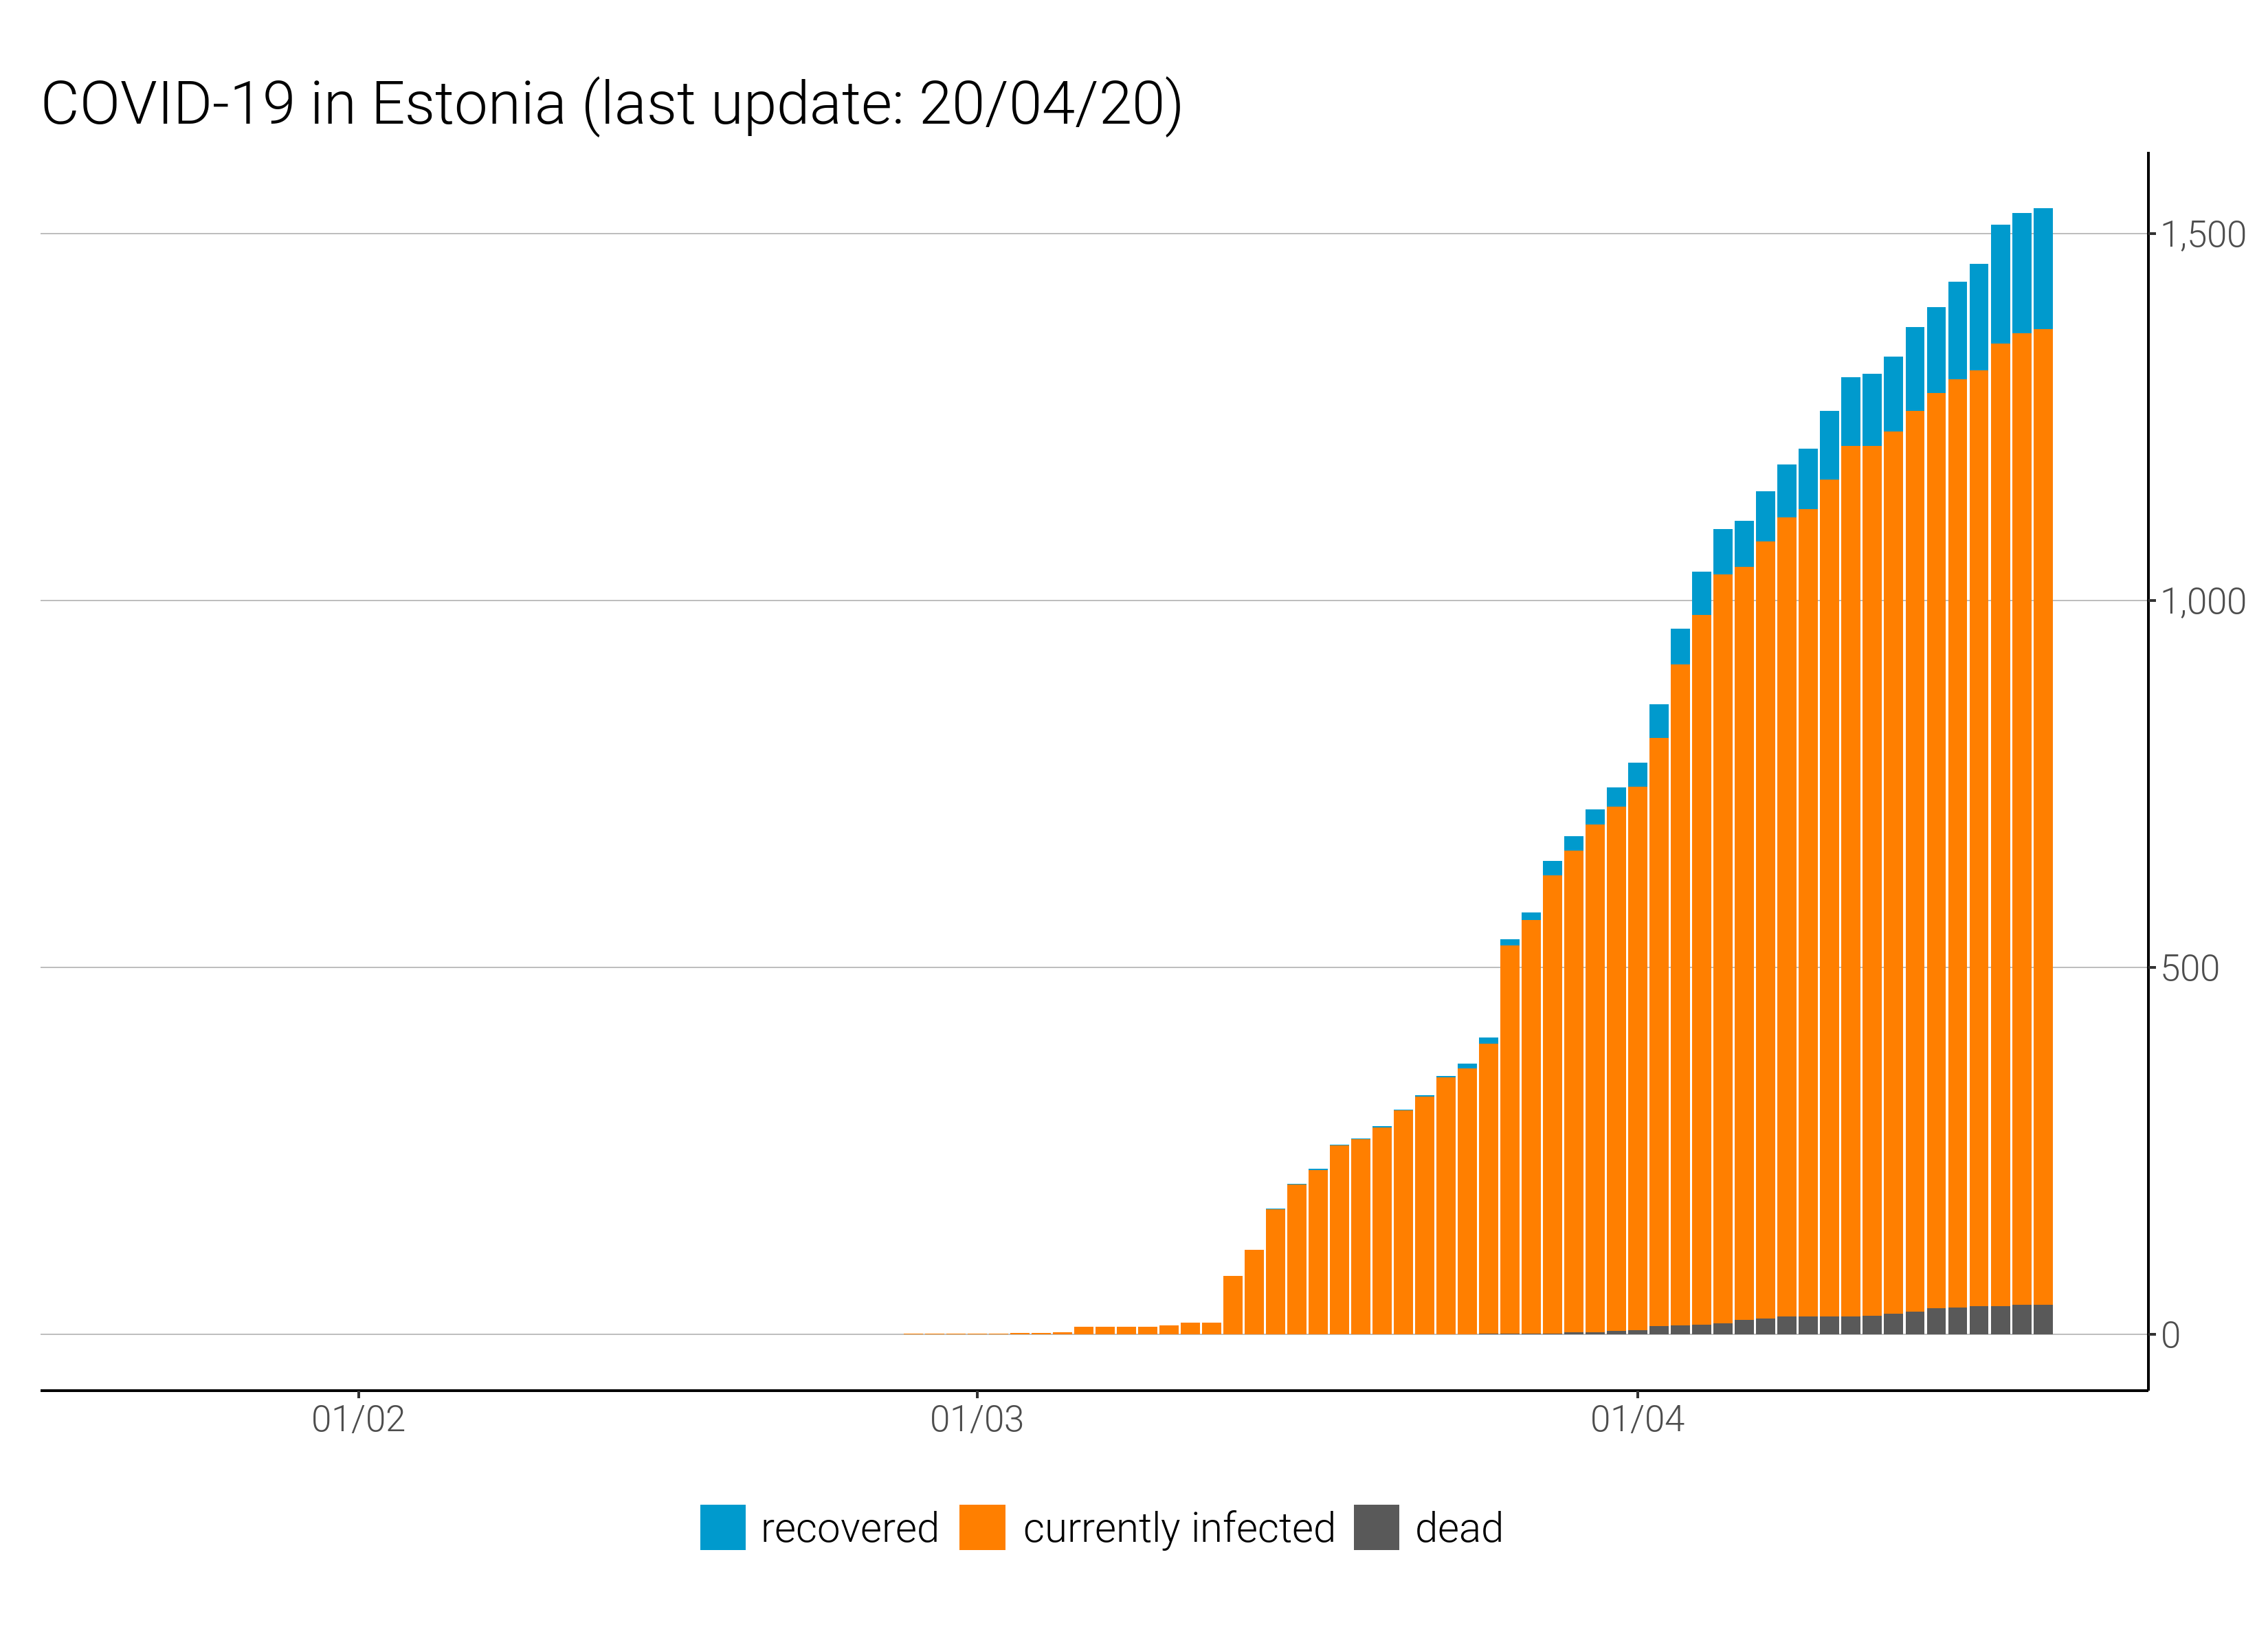 COVID-19 in Estonia (last update: 20/04/20)
1,500
1,000
500
0
01/02 01/03 01/04
recovered currently infected dead